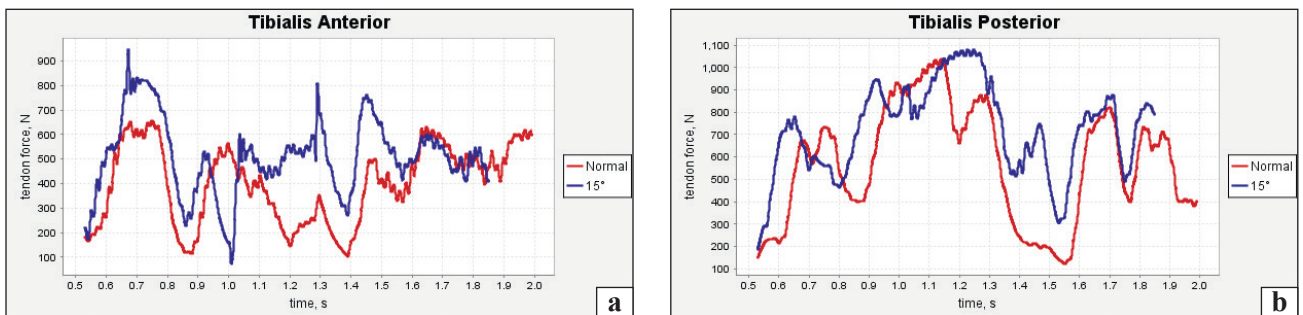 Tibialis Anterior
tendon force, N
900
800
700
600
500
400
300
200
100
0.5 0.6 0.7 0.8 0.9 1.0 1.1 1.2 1.3 1.4 1.5 1.6 1.7 1.8 1.9 2.0
time, s
Normal
15°
a
Tibialis Posterior
tendon force, N
1,100
1,000
900
800
700
600
500
400
300
200
100
0.5 0.6 0.7 0.8 0.9 1.0 1.1 1.2 1.3 1.4 1.5 1.6 1.7 1.8 1.9 2.0
time, s
Normal
15°
b